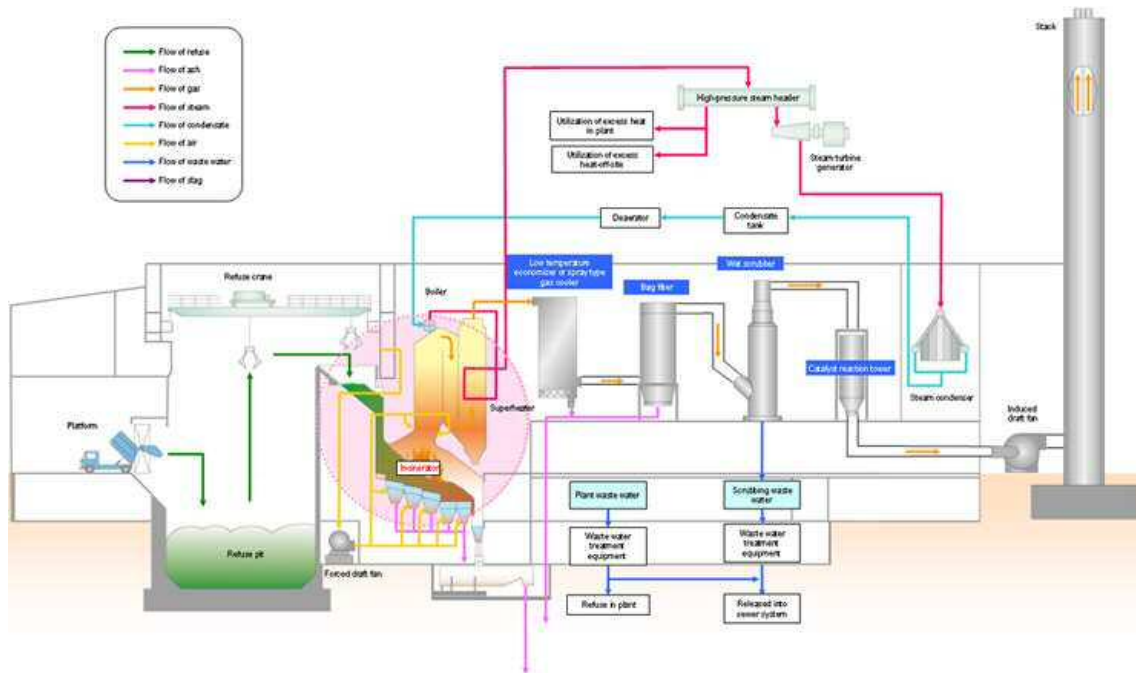 Flow of refuse
Flow of ash
Flow of gas
Flow of steam
Flow of condensate
Flow of air
Flow of waste water
Flow of slag
Stack
High-pressure steam header
Utilization of excess heat
in plant
Utilization of excess
heat-off-site
Steam turbine
generator
Deaerator
Condensate
tank
Refuse crane
Boiler
Low temperature
economizer or spray type
gas cooler
Bag filter
Wet scrubber
Catalyst reaction tower
Steam condenser
Superheater
Induced
draft fan
Platform
Incinerator
Plant waste water
Scrubbing waste
water
Refuse pit
Forced draft fan
Waste water
treatment
equipment
Waste water
treatment
equipment
Refuse in plant
Released into
sewer system